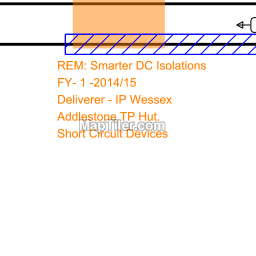 REM: Smarter DC Isolations
FY- 1 -2014/15
Deliverer - IP Wessex
Addlestone TP Hut.
MapTiler.com
Short Circuit Devices